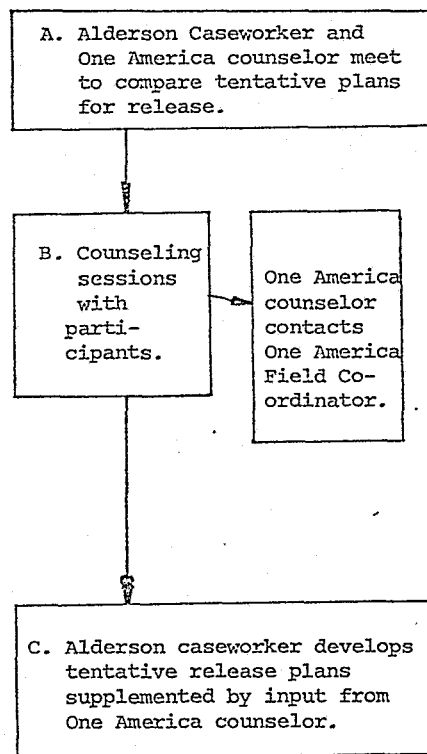 A. Alderson Caseworker and
One America counselor meet
to compare tentative plans
for release.
B. Counseling
sessions
with
parti-
cipants.
One America
counselor
contacts
One America
Field Co-
ordinator.
C. Alderson caseworker develops
tentative release plans
supplemented by input from
One America counselor.